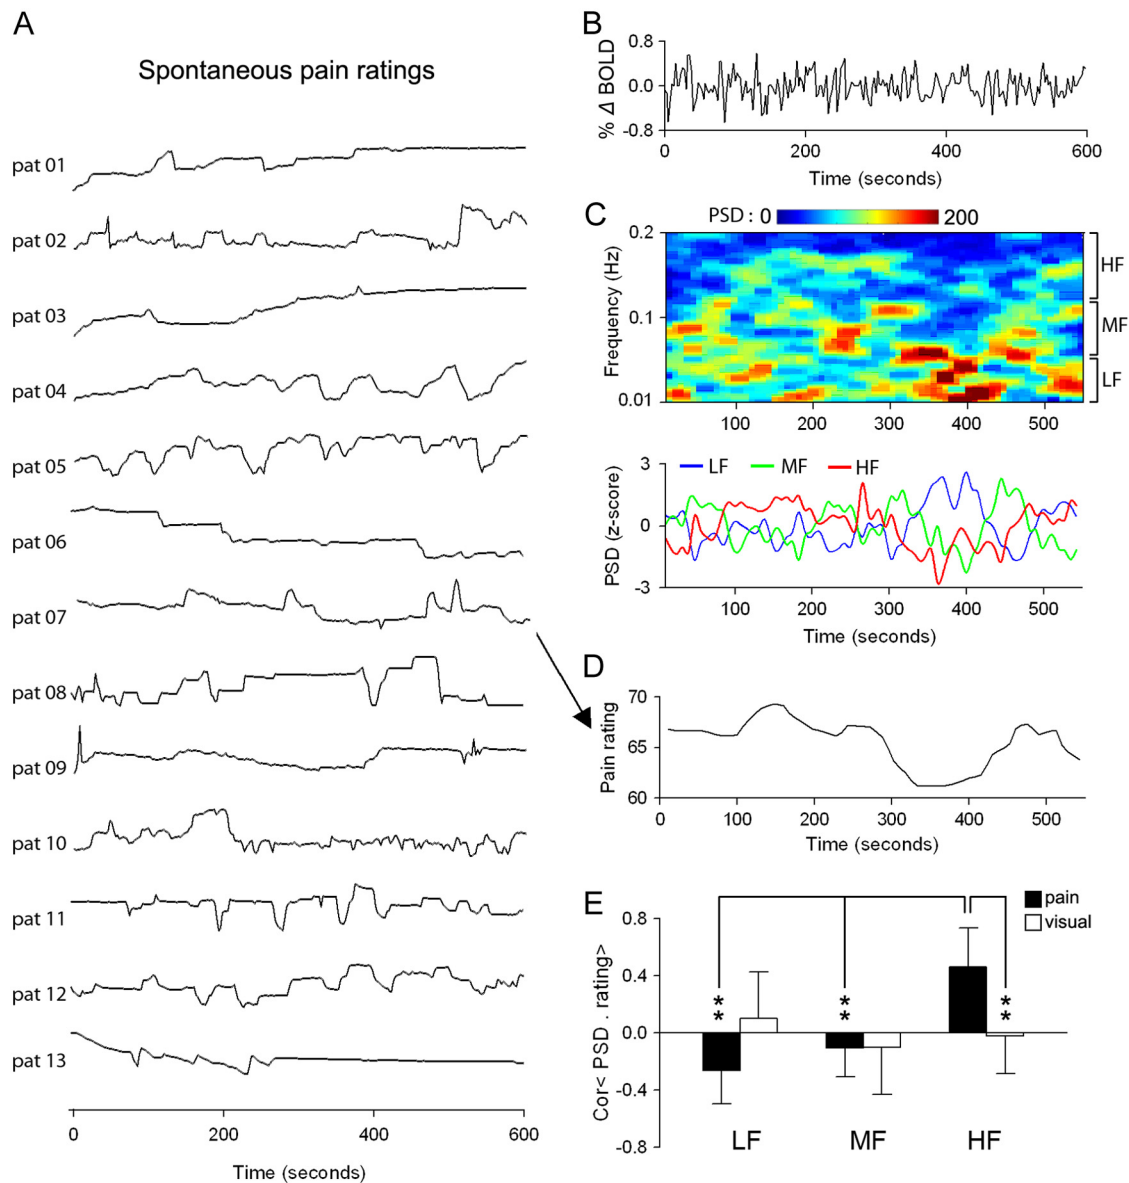 A
Spontaneous pain ratings
pat 01
pat 02
pat 03
pat 04
pat 05
pat 06
pat 07
pat 08
pat 09
pat 10
pat 11
pat 12
pat 13
0 200 400 600
Time (seconds)
B
0.8
0.0
-0.8
% Δ BOLD
0 200 400 600
Time (seconds)
C
PSD : 0 200
0.2
0.1
0.01
Frequency (Hz)
HF
MF
LF
100 200 300 400 500
LF MF HF
3
0
-3
PSD (z-score)
100 200 300 400 500
Time (seconds)
D
70
65
60
Pain rating
0 100 200 300 400 500
Time (seconds)
E
pain
visual
0.8
0.4
0.0
-0.4
-0.8
Cor< PSD . rating>
** ** **
LF MF HF